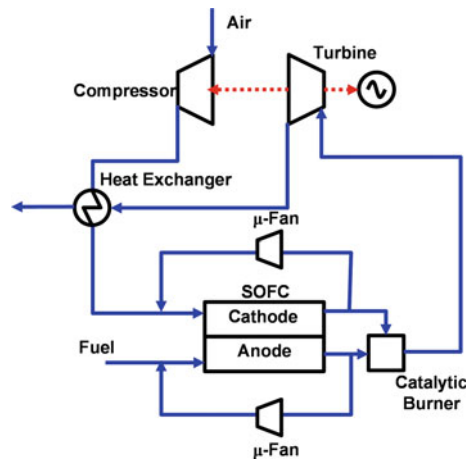 Air
Turbine
Compressor
Heat Exchanger
μ-Fan
SOFC
Cathode
Fuel
Anode
Catalytic
Burner
μ-Fan